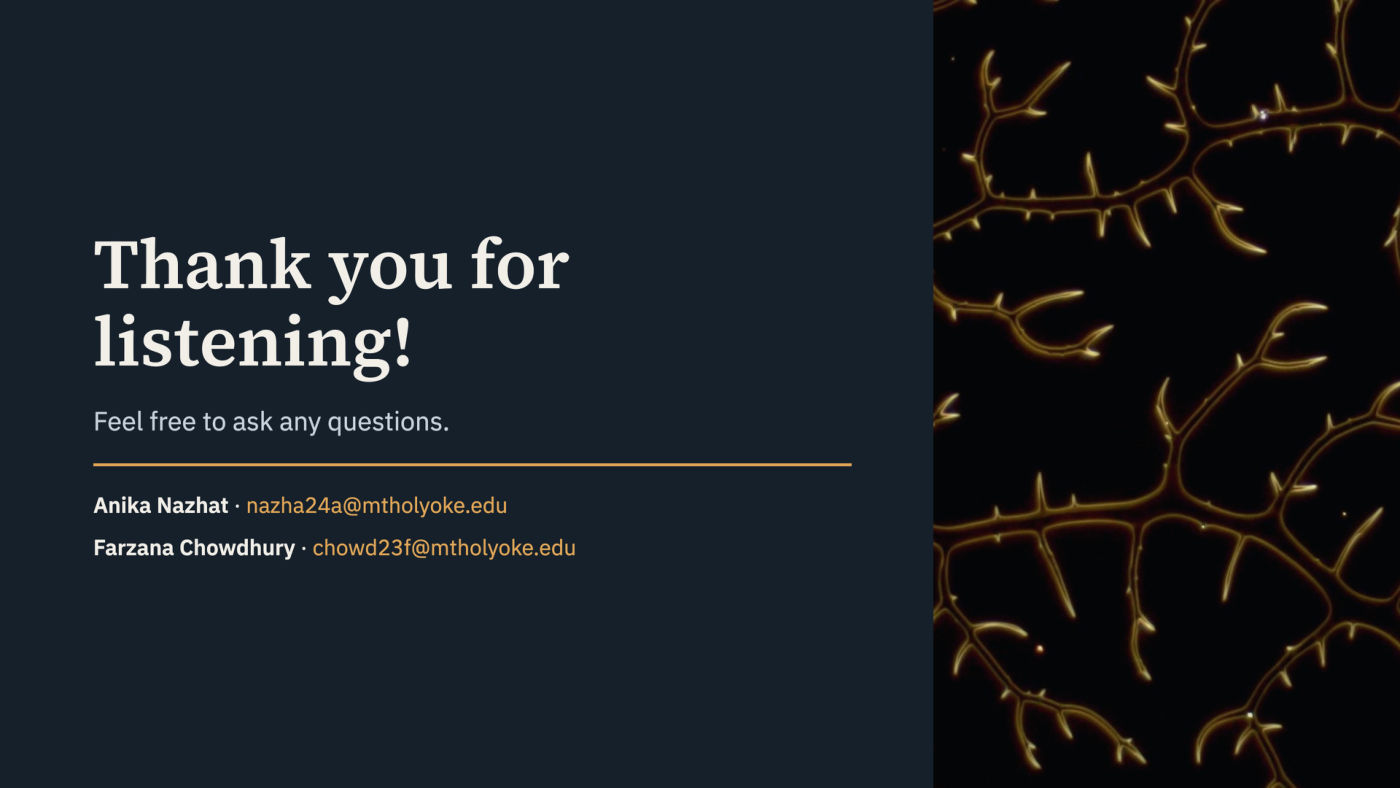 Thank you for
listening!
Feel free to ask any questions.
Anika Nazhat · nazha24a@mtholyoke.edu
Farzana Chowdhury · chowd23f@mtholyoke.edu